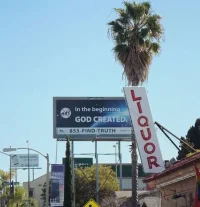 In the beginning
GOD CREATED.
855-FIND-TRUTH
LIQUOR